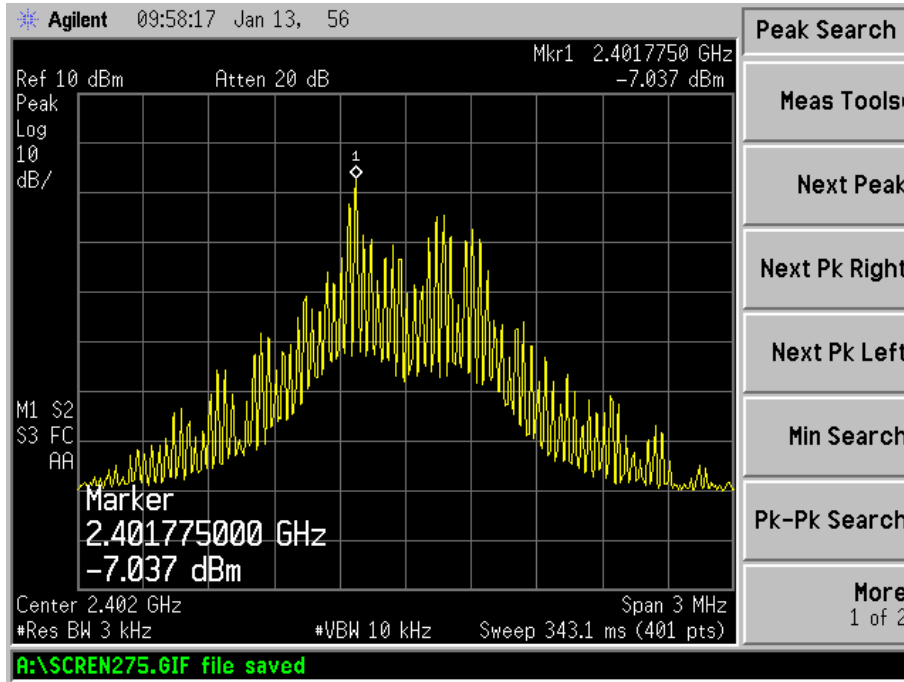 Agilent 09:58:17 Jan 13, 56
Mkr1 2.4017750 GHz
Ref 10 dBm Atten 20 dB -7.037 dBm
Peak
Log
10
dB/
1
M1 S2
S3 FC
AA
Marker
2.401775000 GHz
-7.037 dBm
Center 2.402 GHz Span 3 MHz
#Res BW 3 kHz #VBW 10 kHz Sweep 343.1 ms (401 pts)
A:\SCREN275.GIF file saved
Peak Search
Meas Tools
Next Peak
Next Pk Right
Next Pk Left
Min Search
Pk-Pk Search
More
1 of 2